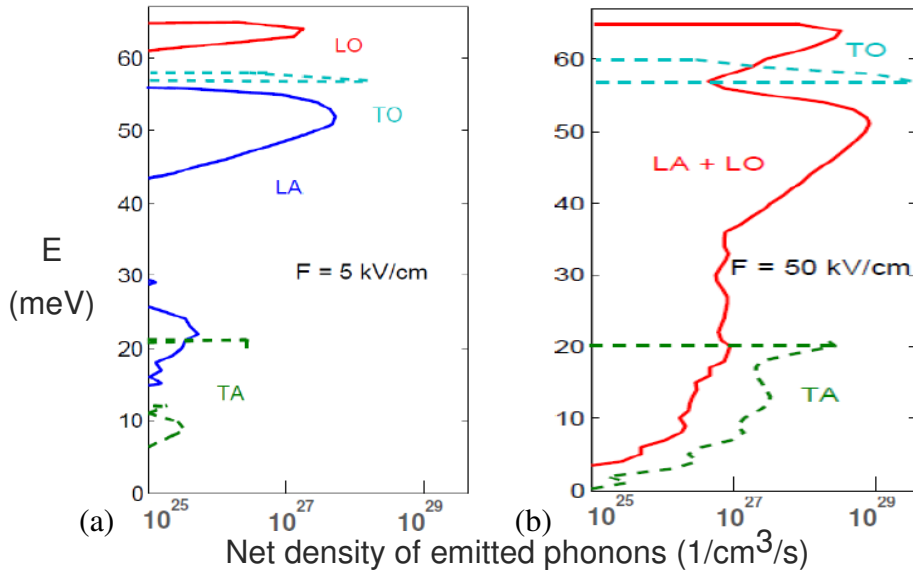 E
(meV)
60
50
40
30
20
10
0
LO
TO
LA
F = 5 kV/cm
TA
10^25
10^27
10^29
(a)
60
50
40
30
20
10
0
TO
LA + LO
F = 50 kV/cm
TA
10^25
10^27
10^29
(b)
Net density of emitted phonons (1/cm^3/s)